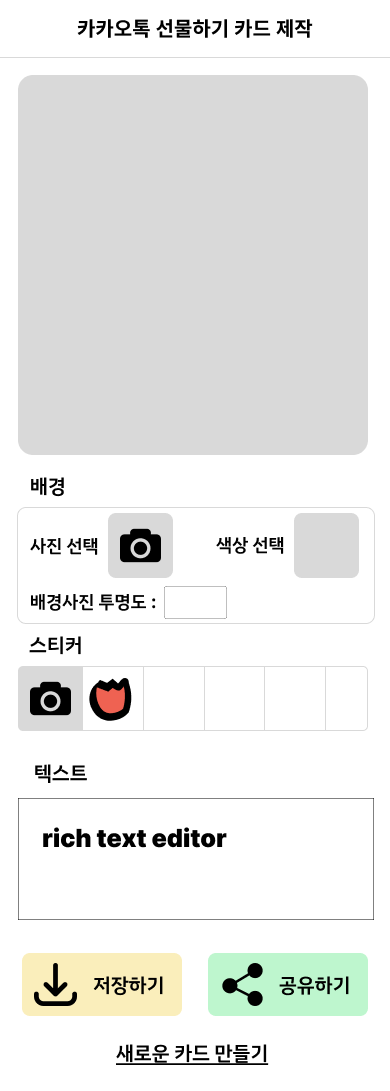 카카오톡 선물하기 카드 제작
배경
사진 선택
색상 선택
배경사진 투명도 :
스티커
텍스트
rich text editor
저장하기
공유하기
새로운 카드 만들기